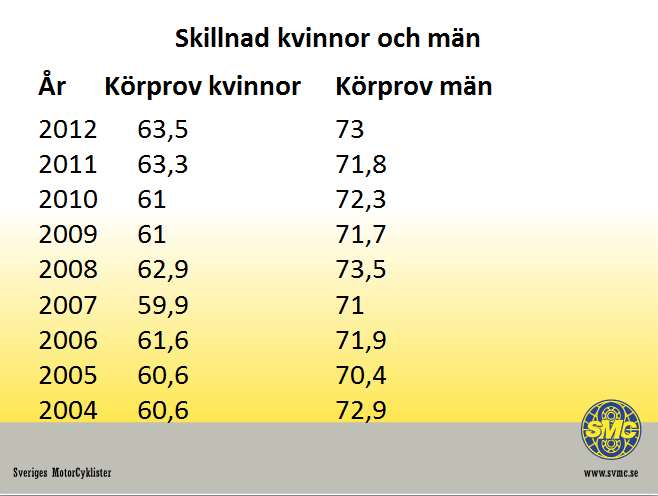 Skillnad kvinnor och män
År Körprov kvinnor Körprov män
2012 63,5 73
2011 63,3 71,8
2010 61 72,3
2009 61 71,7
2008 62,9 73,5
2007 59,9 71
2006 61,6 71,9
2005 60,6 70,4
2004 60,6 72,9
SMC
Sveriges MotorCyklister www.svmc.se